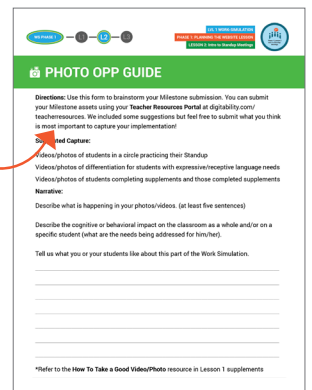 LVL 1 WORK SIMULATION
WS PHASE 1 L1 L2 L3
PHASE 1: PLANNING THE WEBSITE LESSON
LESSON 2: Intro to Standup Meetings
PHOTO OPP GUIDE
Directions: Use this form to brainstorm your Milestone submission. You can submit
your Milestone assets using your Teacher Resources Portal at digitability.com/
teacherresources. We included some suggestions but feel free to submit what you think
is most important to capture your implementation!
Capture:
Videos/photos of students in a circle practicing their Standup
Videos/photos of differentiation for students with expressive/receptive language needs
Videos/photos of students completing supplements and those completed supplements
Narrative:
Describe what is happening in your photos/videos. (at least five sentences)
Describe the cognitive or behavioral impact on the classroom as a whole and/or on a
specific student (what are the needs being addressed for him/her).
Tell us what you or your students like about this part of the Work Simulation.
*Refer to the How To Take a Good Video/Photo resource in Lesson 1 supplements